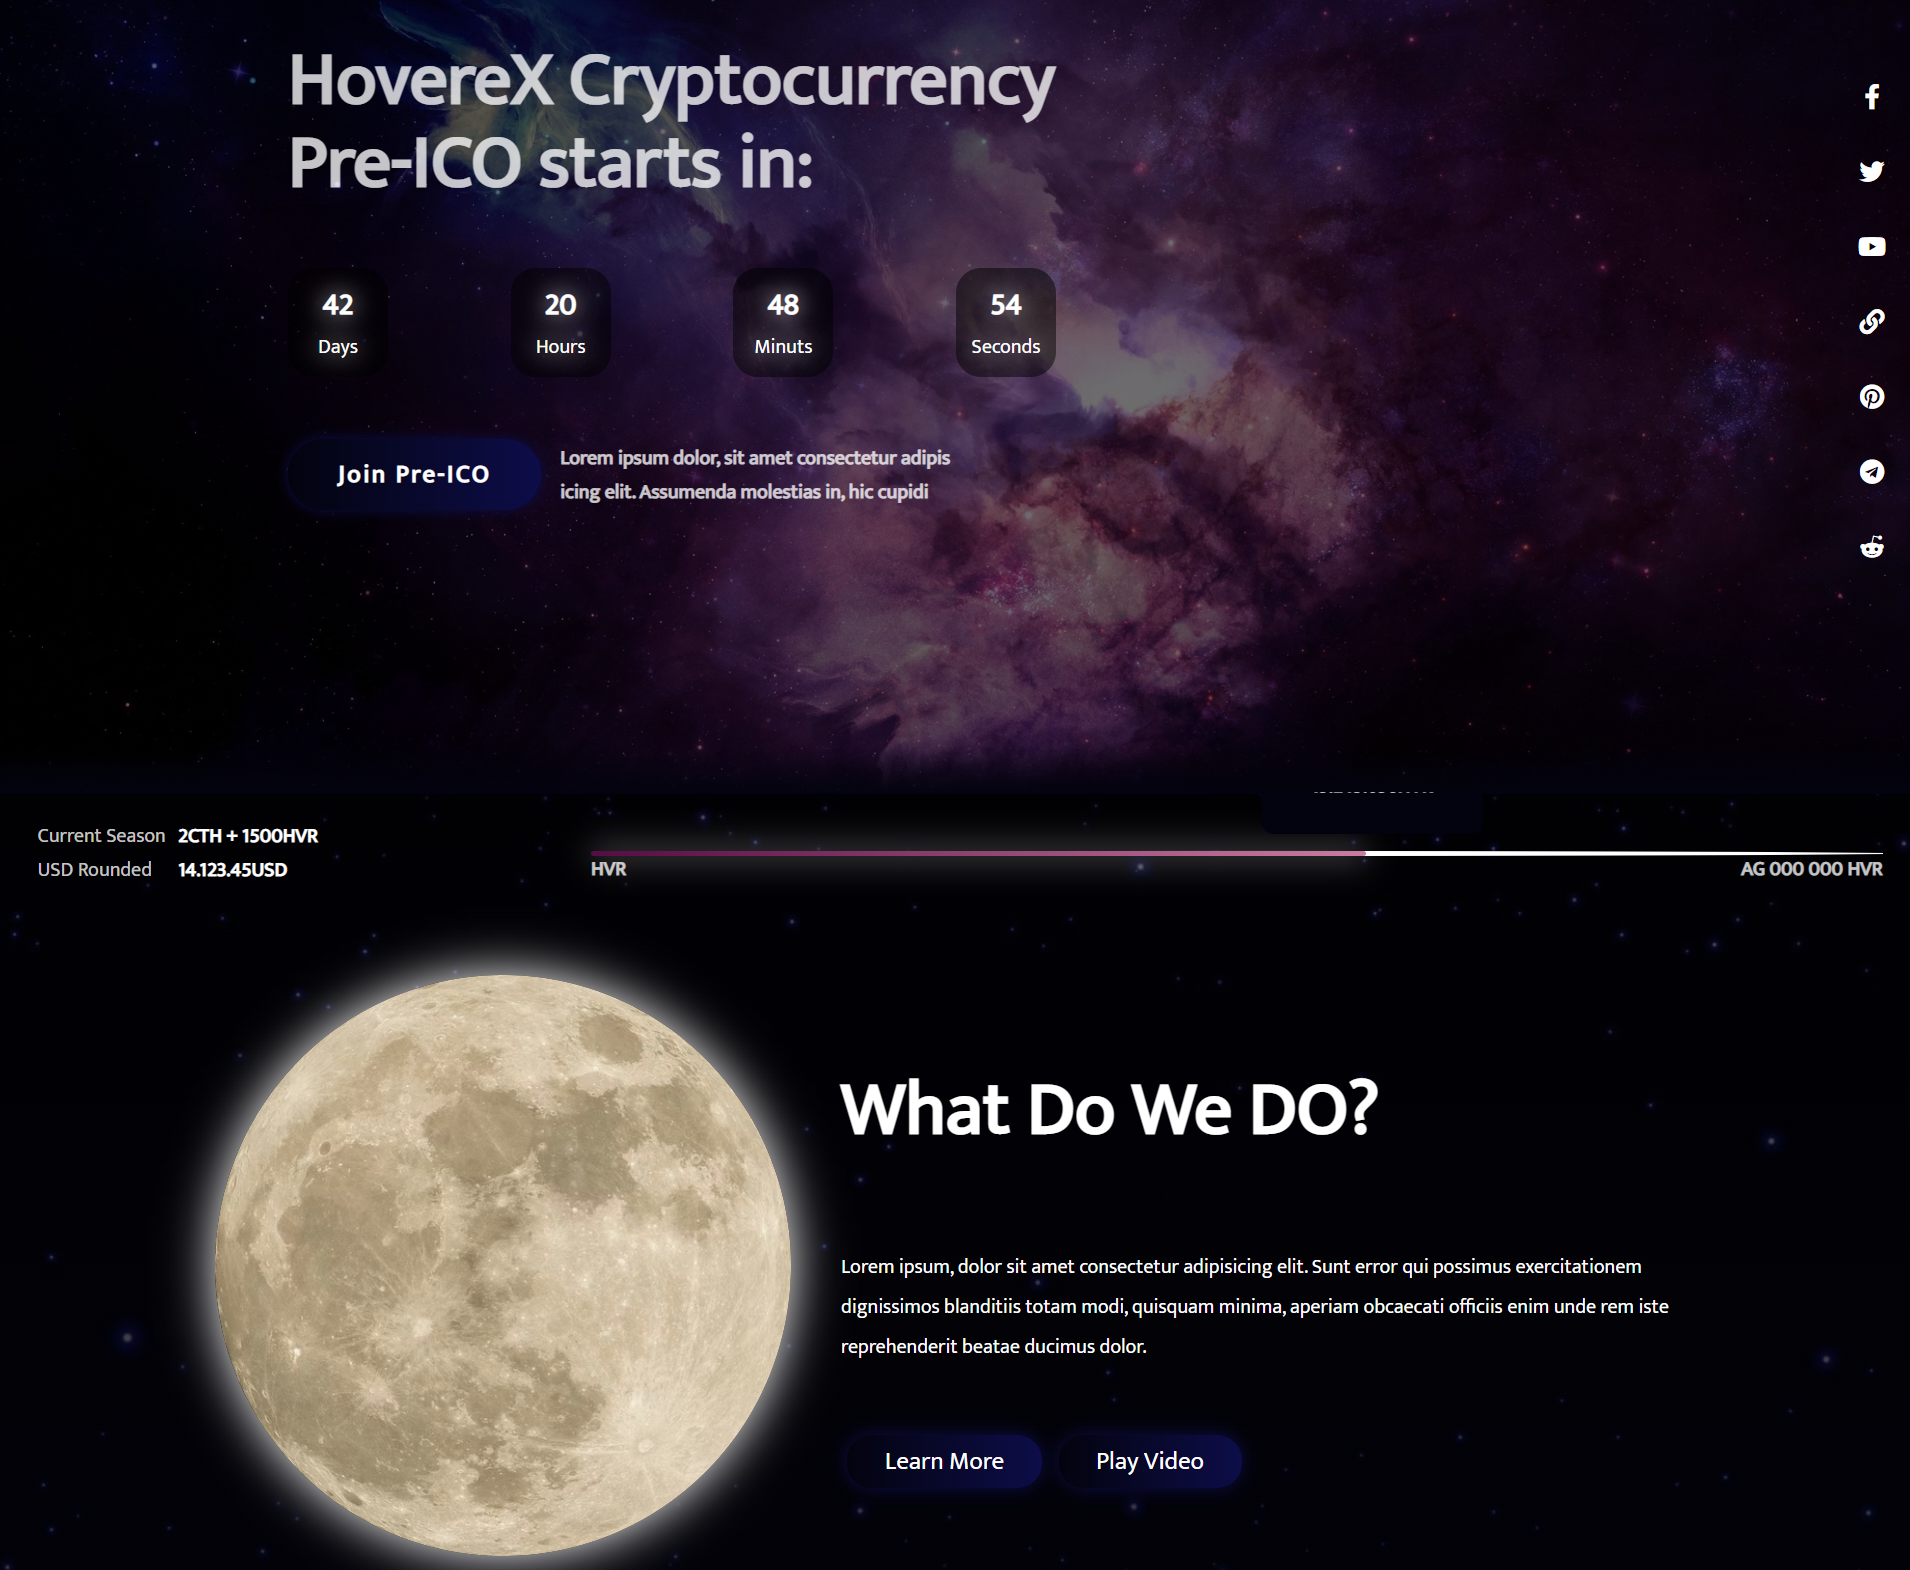 HovereX Cryptocurrency
Pre-ICO starts in:
42
Days
20
Hours
48
Minuts
54
Seconds
Join Pre-ICO
Lorem ipsum dolor, sit amet consectetur adipis
icing elit. Assumenda molestias in, hic cupidi
Current Season 2CTH + 1500HVR
USD Rounded 14.123.45USD
HVR
AG 000 000 HVR
What Do We DO?
Lorem ipsum, dolor sit amet consectetur adipisicing elit. Sunt error qui possimus exercitationem
dignissimos blanditiis totam modi, quisquam minima, aperiam obcaecati officiis enim unde rem iste
reprehenderit beatae ducimus dolor.
Learn More
Play Video